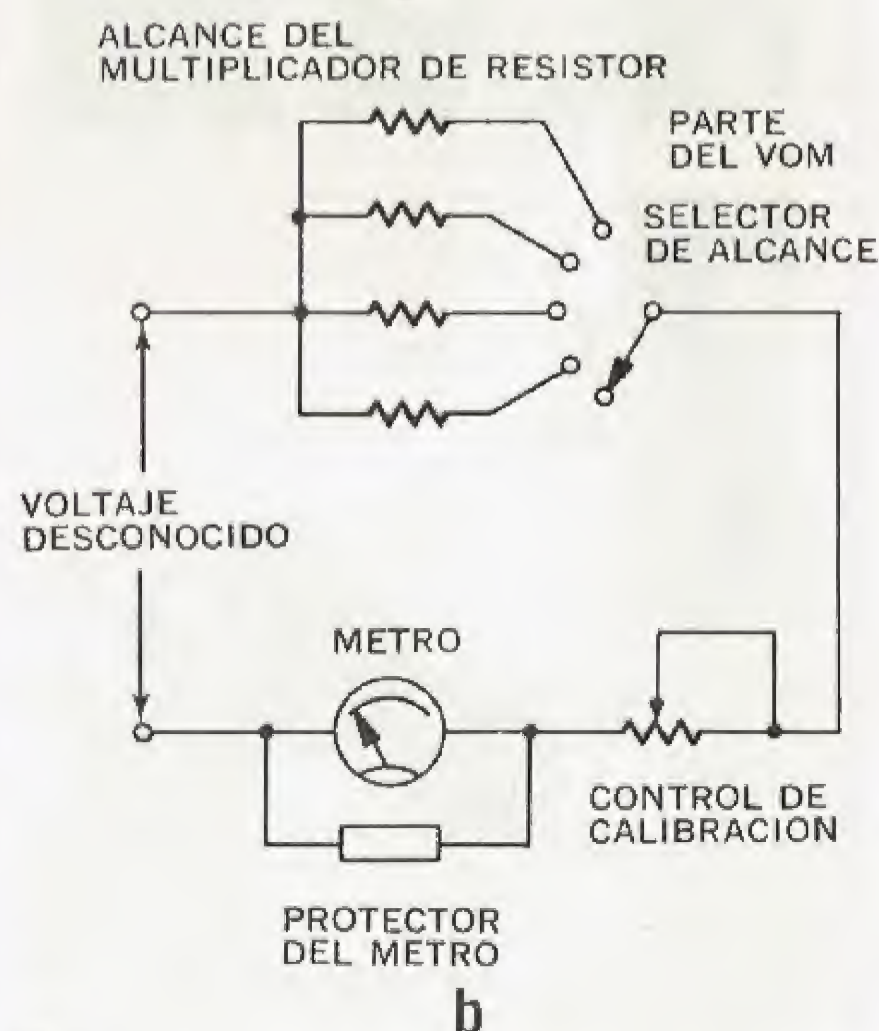 ALCANCE DEL
MULTIPLICADOR DE RESISTOR
PARTE
DEL VOM
SELECTOR
DE ALCANCE
VOLTAJE
DESCONOCIDO
METRO
CONTROL DE
CALIBRACION
PROTECTOR
DEL METRO
b